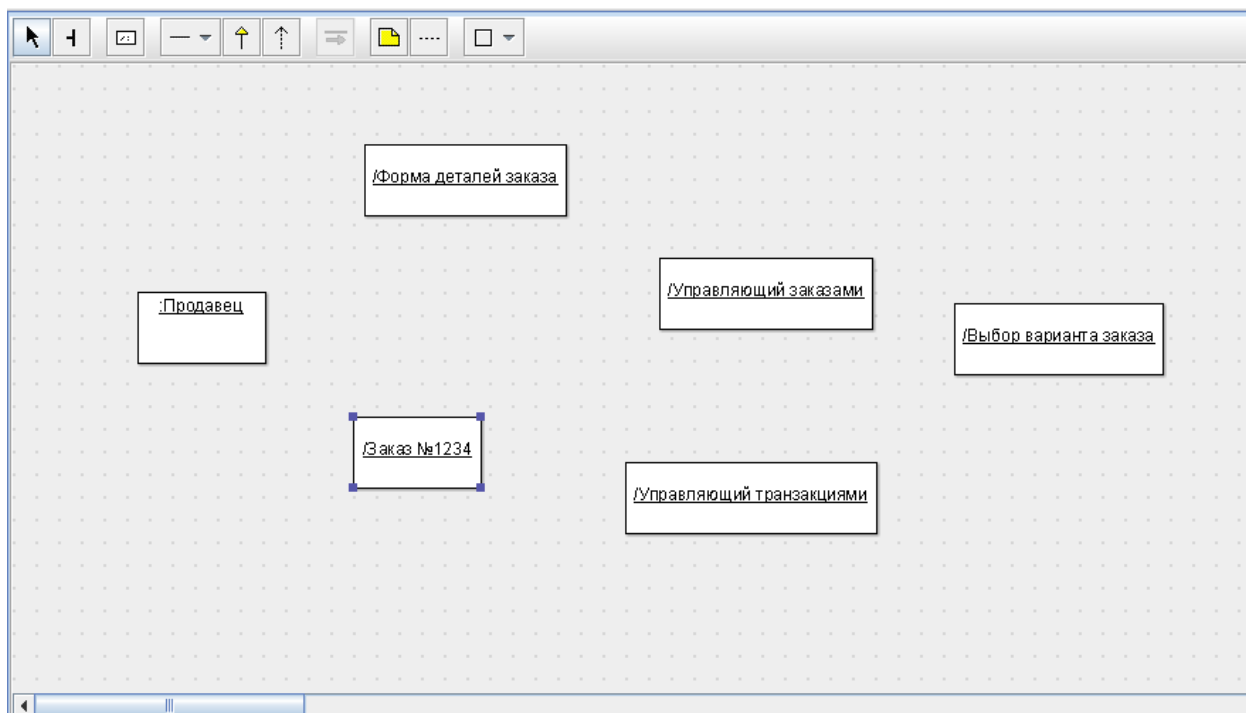 /Форма деталей заказа
/Управляющий заказами
:Продавец
/Выбор варианта заказа
/Заказ №1234
/Управляющий транзакциями